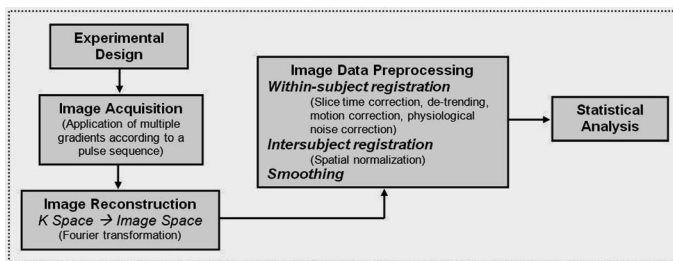 Experimental
Design
Image Acquisition
(Application of multiple
gradients according to a
pulse sequence)
Image Reconstruction
K Space → Image Space
(Fourier transformation)
Image Data Preprocessing
Within-subject registration
(Slice time correction, de-trending,
motion correction, physiological
noise correction)
Intersubject registration
(Spatial normalization)
Smoothing
Statistical
Analysis